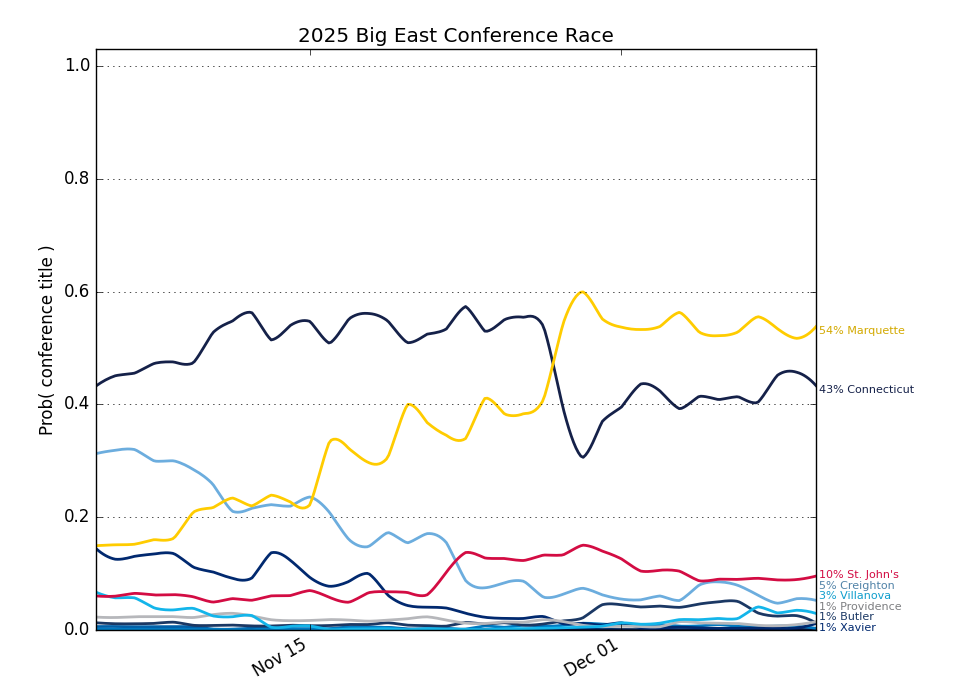 2025 Big East Conference Race
1.0
0.8
0.6
0.4
0.2
0.0
Prob( conference title )
Nov 15
Dec 01
54% Marquette
43% Connecticut
10% St. John's
5% Creighton
3% Villanova
1% Providence
1% Butler
1% Xavier